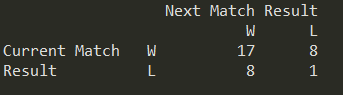 Next Match Result
W L
Current Match W 17 8
Result L 8 1